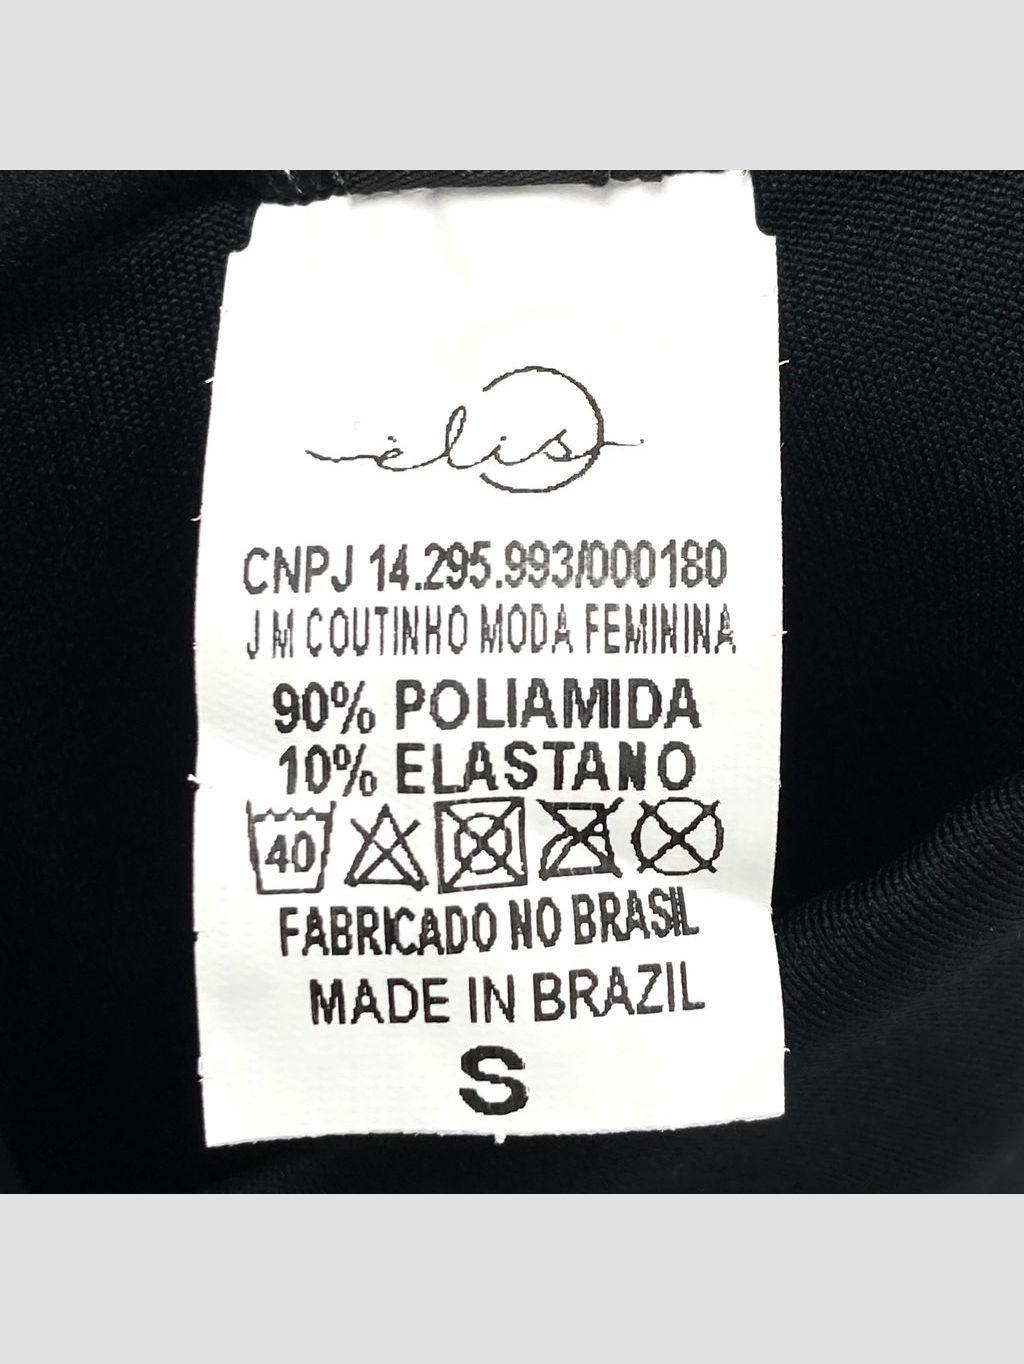 élis
CNPJ 14.295.993/000180
J M COUTINHO MODA FEMININA
90% POLIAMIDA
10% ELASTANO
40
FABRICADO NO BRASIL
MADE IN BRAZIL
S